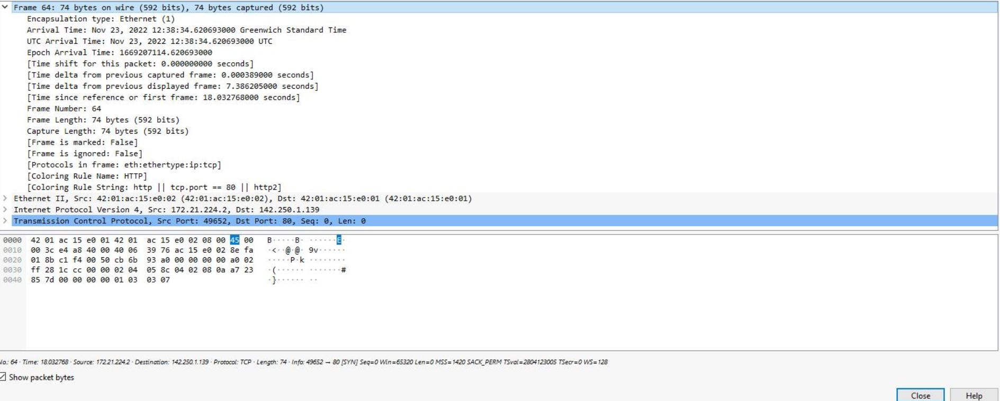 Frame 64: 74 bytes on wire (592 bits), 74 bytes captured (592 bits)
Encapsulation type: Ethernet (1)
Arrival Time: Nov 23, 2022 12:38:34.620693000 Greenwich Standard Time
UTC Arrival Time: Nov 23, 2022 12:38:34.620693000 UTC
Epoch Arrival Time: 1669207114.620693000
[Time shift for this packet: 0.000000000 seconds]
[Time delta from previous captured frame: 0.000389000 seconds]
[Time delta from previous displayed frame: 7.386205000 seconds]
[Time since reference or first frame: 18.032768000 seconds]
Frame Number: 64
Frame Length: 74 bytes (592 bits)
Capture Length: 74 bytes (592 bits)
[Frame is marked: False]
[Frame is ignored: False]
[Protocols in frame: eth:ethertype:ip:tcp]
[Coloring Rule Name: HTTP]
[Coloring Rule String: http || tcp.port == 80 || http2]
Ethernet II, Src: 42:01:ac:15:e0:02 (42:01:ac:15:e0:02), Dst: 42:01:ac:15:e0:01 (42:01:ac:15:e0:01)
Internet Protocol Version 4, Src: 172.21.224.2, Dst: 142.250.1.139
Transmission Control Protocol, Src Port: 49652, Dst Port: 80, Seq: 0, Len: 0
0000 42 01 ac 15 e0 01 42 01 ac 15 e0 02 08 00 45 00 B·····B· ······E·
0010 00 3c e4 a8 40 00 40 06 39 76 ac 15 e0 02 8e fa ·<··@·@· 9v······
0020 01 8b c1 f4 00 50 cb 6b 93 a0 00 00 00 00 a0 02 ·····P·k ········
0030 ff 28 1c cc 00 00 02 04 05 8c 04 02 08 0a a7 23 ·(······ ·······#
0040 85 7d 00 00 00 00 01 03 03 07 ·}······ ··
No.: 64 · Time: 18.032768 · Source: 172.21.224.2 · Destination: 142.250.1.139 · Protocol: TCP · Length: 74 · Info: 49652 → 80 [SYN] Seq=0 Win=65320 Len=0 MSS=1420 SACK_PERM TSval=2804123005 TSecr=0 WS=128
Show packet bytes
Close Help